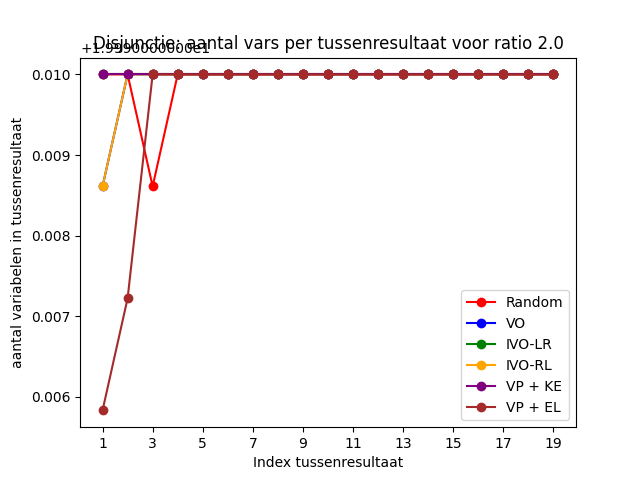 Disjunctie: aantal vars per tussenresultaat voor ratio 2.0
+1.9990000000e1
0.010
0.009
0.008
0.007
0.006
aantal variabelen in tussenresultaat
Random
VO
IVO-LR
IVO-RL
VP + KE
VP + EL
1 3 5 7 9 11 13 15 17 19
Index tussenresultaat